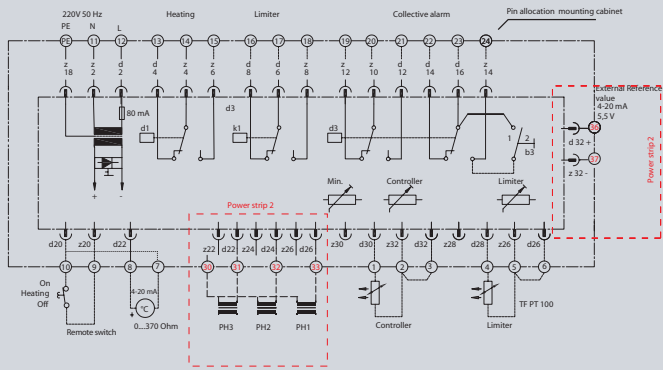 220V 50 Hz
Heating
Limiter
Collective alarm
Pin allocation mounting cabinet
PE N L
PE 11 12 13 14 15 16 17 18 19 20 21 22 23 24
z d z d z d z z d d d z
18 2 2 4 4 6 8 6 8 12 10 12 14 16 14
80 mA
d3
d1
k1
d3
1 2
b3
External Reference
value
4-20 mA
5,5 V
36
d 32 +
37
z 32 -
Power strip 2
+ -
Min.
Controller
Limiter
Power strip 2
d20 z20 d22 z22 d22 z24 d24 z26 d26 z30 d30 z32 d32 z28 d28 z26 d26
10 9 8 7 30 31 32 33 1 2 3 4 5 6
On
Heating
Off
4-20 mA
°C
0...370 Ohm
Remote switch
PH3 PH2 PH1
Controller
Limiter
TF PT 100